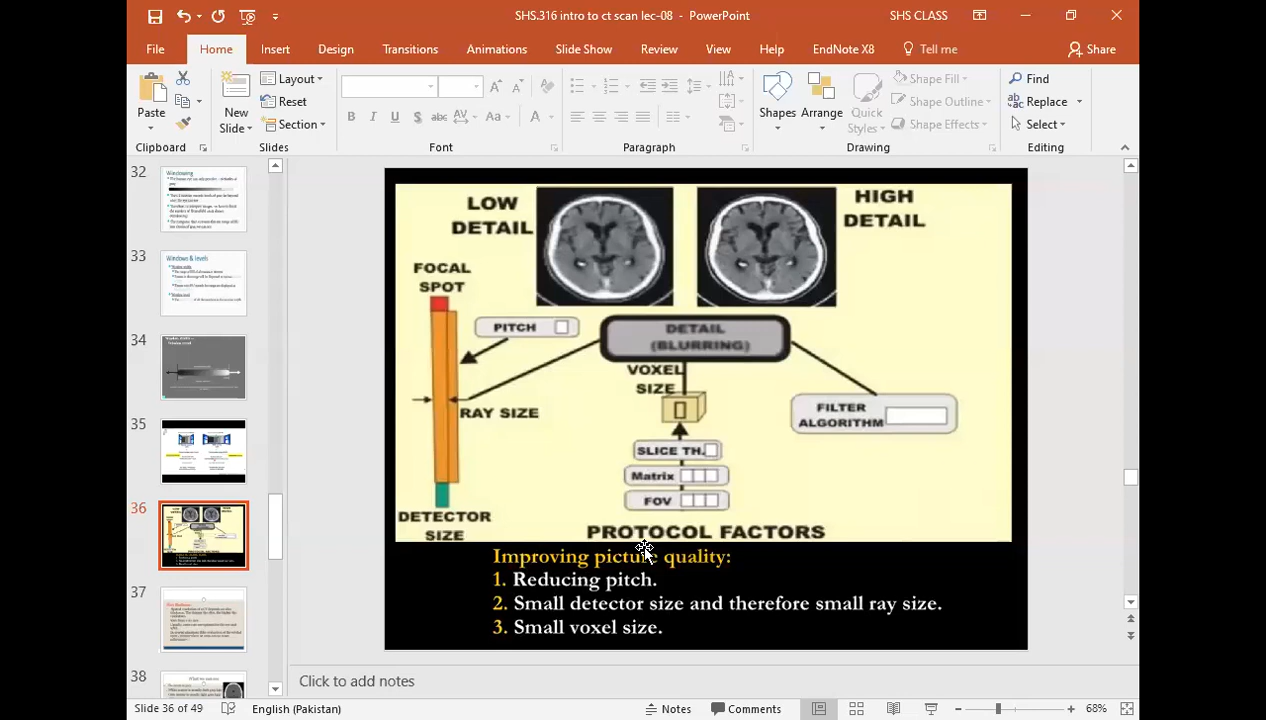 SHS.316 intro to ct scan lec-08 - PowerPoint
SHS CLASS
File Home Insert Design Transitions Animations Slide Show Review View Help EndNote X8 Tell me Share
Paste
Clipboard
New Slide
Layout
Reset
Section
Slides
B I U S abc AV Aa A
Font
Paragraph
Shapes
Arrange
Quick Styles
Shape Fill
Shape Outline
Shape Effects
Drawing
Find
Replace
Select
Editing
32
Windowing
33
Windows & levels
34
35
36
37
38
LOW DETAIL
HIGH DETAIL
FOCAL SPOT
PITCH
DETAIL (BLURRING)
VOXEL SIZE
RAY SIZE
FILTER ALGORITHM
SLICE TH.
Matrix
FOV
DETECTOR SIZE
PROTOCOL FACTORS
Improving picture quality:
1. Reducing pitch.
2. Small detector size and therefore small ray size.
3. Small voxel size.
Click to add notes
Slide 36 of 49
English (Pakistan)
Notes
Comments
68%